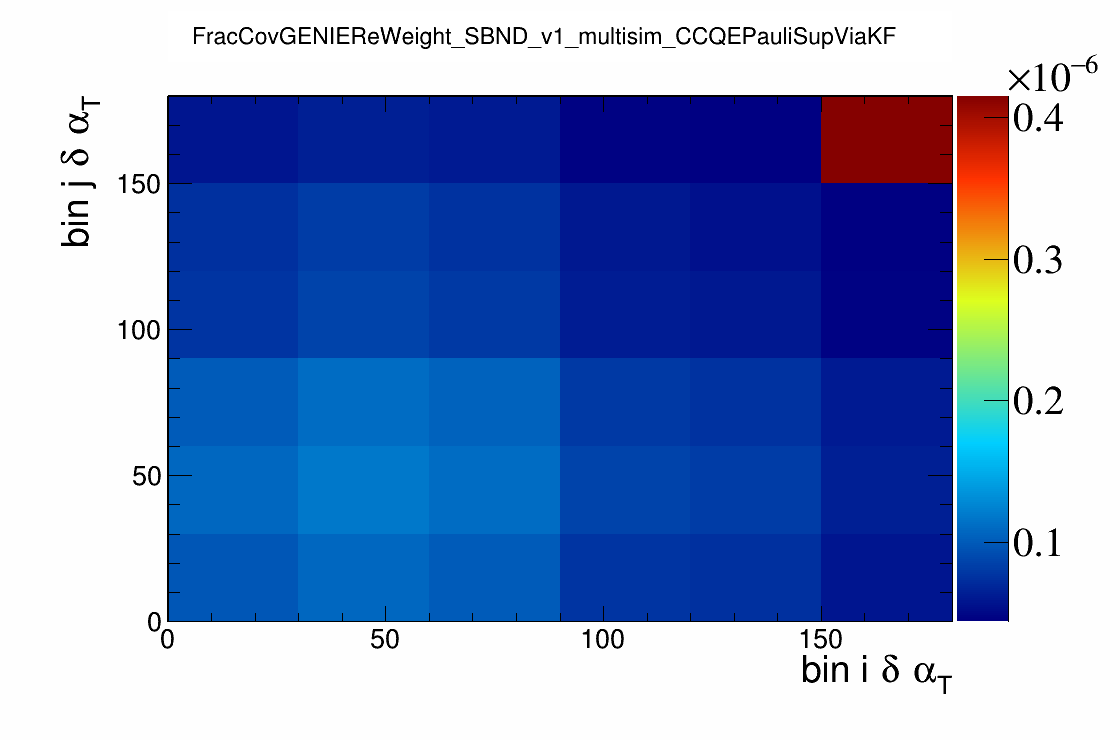 FracCovGENIEReWeight_SBND_v1_multisim_CCQEPauliSupViaKF
×10⁻⁶
bin j δ α_T
150
100
50
0
0 50 100 150
bin i δ α_T
0.4
0.3
0.2
0.1